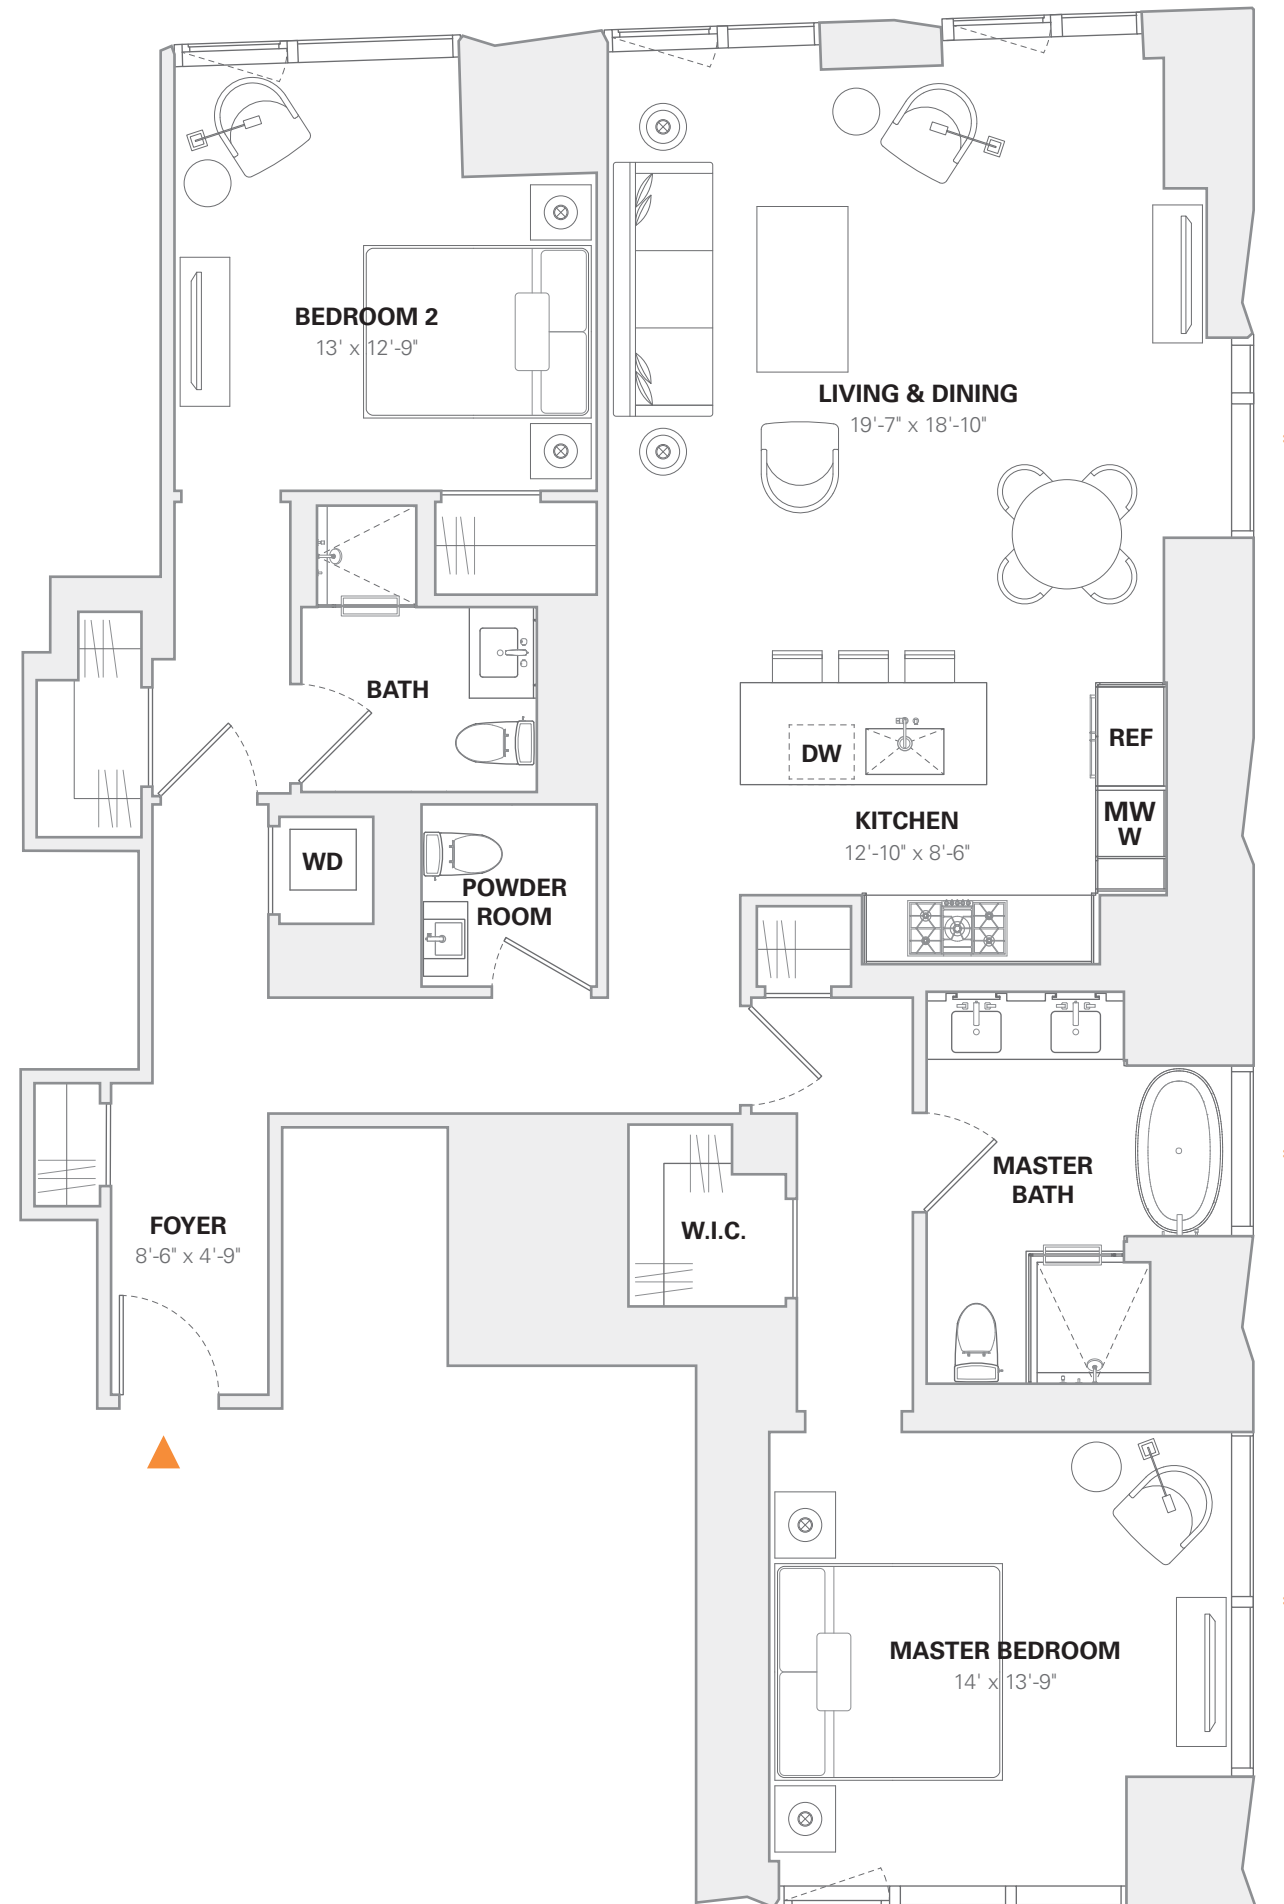 BEDROOM 2
13' x 12'-9"
LIVING & DINING
19'-7" x 18'-10"
BATH
DW
REF
KITCHEN
12'-10" x 8'-6"
MW
W
WD
POWDER
ROOM
MASTER
BATH
FOYER
8'-6" x 4'-9"
W.I.C.
MASTER BEDROOM
14' x 13'-9"